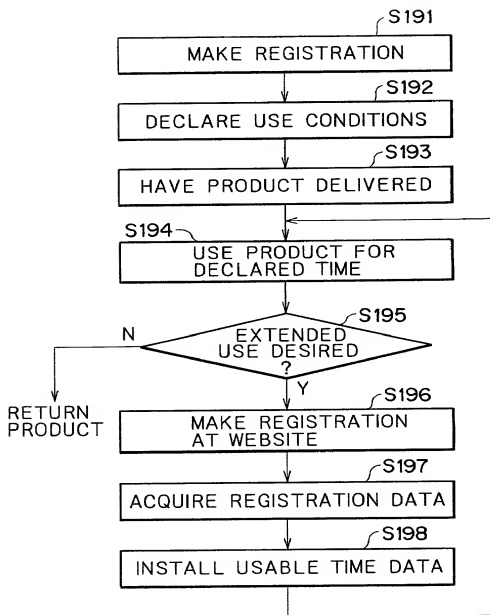 S191
MAKE REGISTRATION
S192
DECLARE USE CONDITIONS
S193
HAVE PRODUCT DELIVERED
S194
USE PRODUCT FOR
DECLARED TIME
S195
EXTENDED
USE DESIRED
?
N
Y
RETURN
PRODUCT
S196
MAKE REGISTRATION
AT WEBSITE
S197
ACQUIRE REGISTRATION DATA
S198
INSTALL USABLE TIME DATA